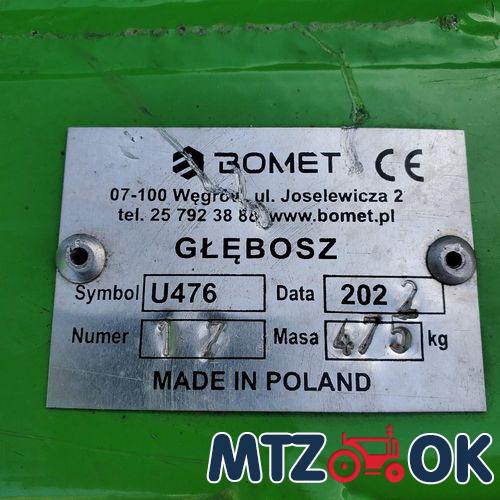 BOMET CE
07-100 Węgrów, ul. Joselewicza 2
tel. 25 792 38 88, www.bomet.pl
GŁĘBOSZ
Symbol U476 Data 2022
Numer 17 Masa 475 kg
MADE IN POLAND
MTZ OK